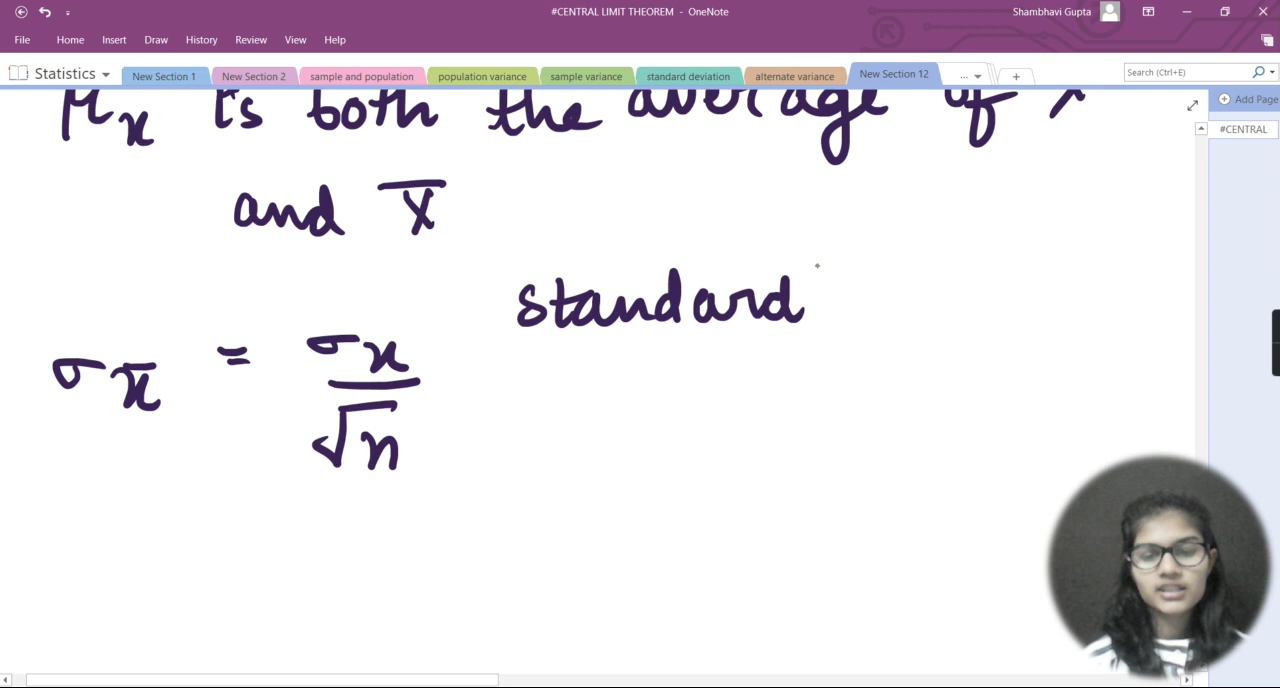 #CENTRAL LIMIT THEOREM - OneNote
Shambhavi Gupta
File Home Insert Draw History Review View Help
Statistics
New Section 1
New Section 2
sample and population
population variance
sample variance
standard deviation
alternate variance
New Section 12
...
+
Search (Ctrl+E)
Add Page
#CENTRAL
μx is both the average of x
and X̅
standard
σx̅ = σx / √n